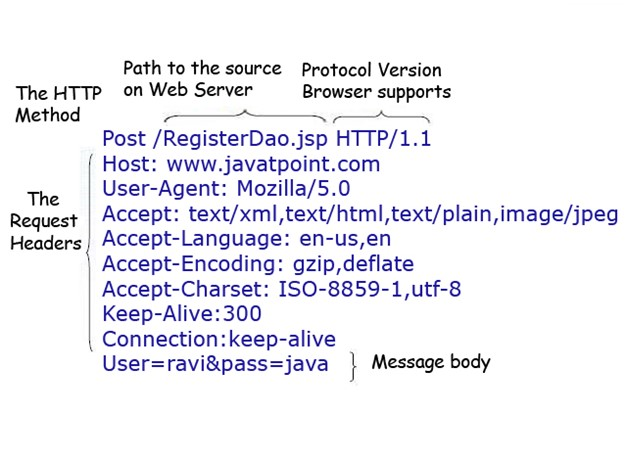 Path to the source
on Web Server
Protocol Version
Browser supports
The HTTP
Method
Post /RegisterDao.jsp HTTP/1.1
The
Request
Headers
Host: www.javatpoint.com
User-Agent: Mozilla/5.0
Accept: text/xml,text/html,text/plain,image/jpeg
Accept-Language: en-us,en
Accept-Encoding: gzip,deflate
Accept-Charset: ISO-8859-1,utf-8
Keep-Alive:300
Connection:keep-alive
User=ravi&pass=java
Message body